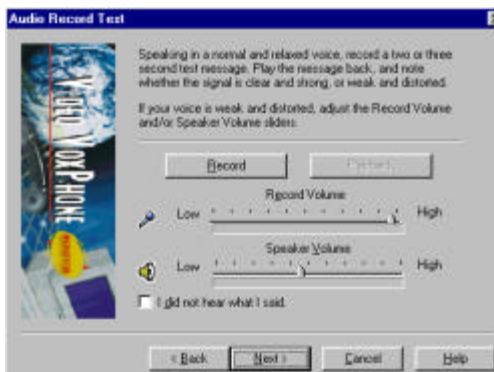 Audio Record Test
Speaking in a normal and relaxed voice, record a two or three
second test message. Play the message back, and note
whether the signal is clear and strong, or weak and distorted.
If your voice is weak and distorted, adjust the Record Volume
and/or Speaker Volume sliders.
VIDEO VOXPHONE
Record
Record Volume
Low
High
Speaker Volume
Low
High
I did not hear what I said.
< Back
Next >
Cancel
Help